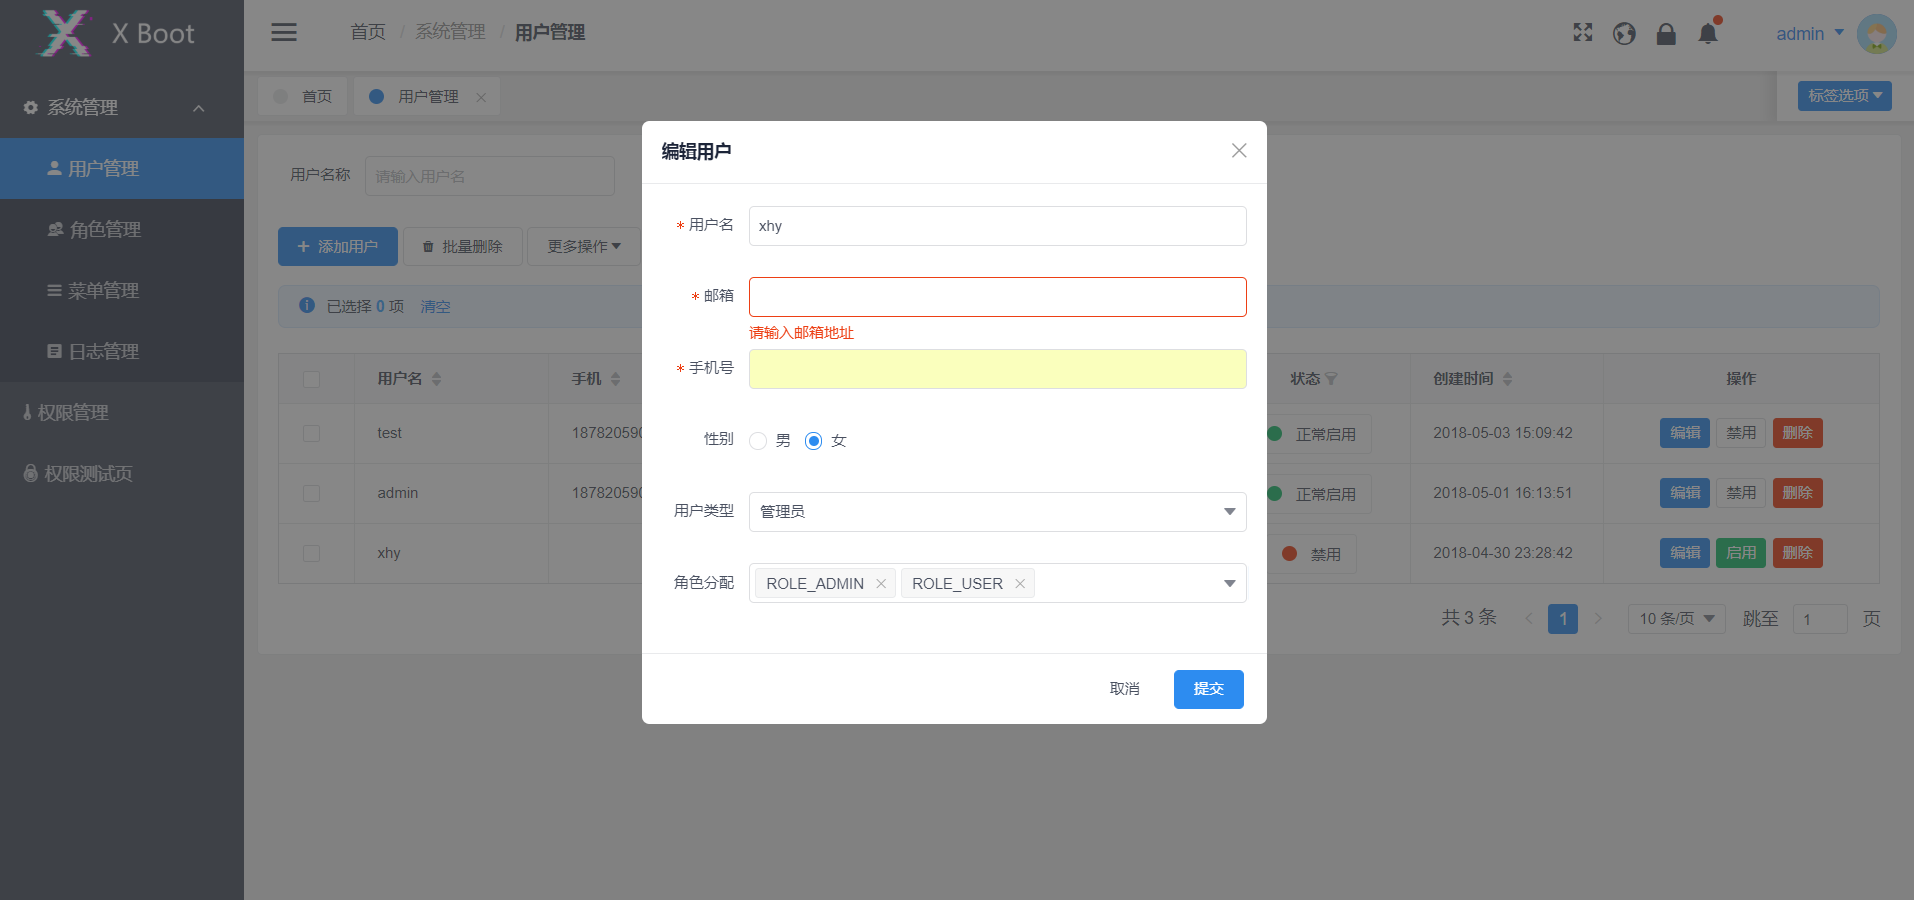 X Boot
首页 / 系统管理 / 用户管理
admin
系统管理
用户管理
角色管理
菜单管理
日志管理
权限管理
权限测试页
首页
用户管理
标签选项
用户名称
请输入用户名
添加用户
批量删除
更多操作
已选择 0 项 清空
用户名 手机 状态 创建时间 操作
test 18782059 正常启用 2018-05-03 15:09:42 编辑 禁用 删除
admin 18782059 正常启用 2018-05-01 16:13:51 编辑 禁用 删除
xhy 禁用 2018-04-30 23:28:42 编辑 启用 删除
共 3 条 1 10 条/页 跳至 1 页
编辑用户
* 用户名 xhy
* 邮箱
请输入邮箱地址
* 手机号
性别 男 女
用户类型 管理员
角色分配 ROLE_ADMIN ROLE_USER
取消 提交